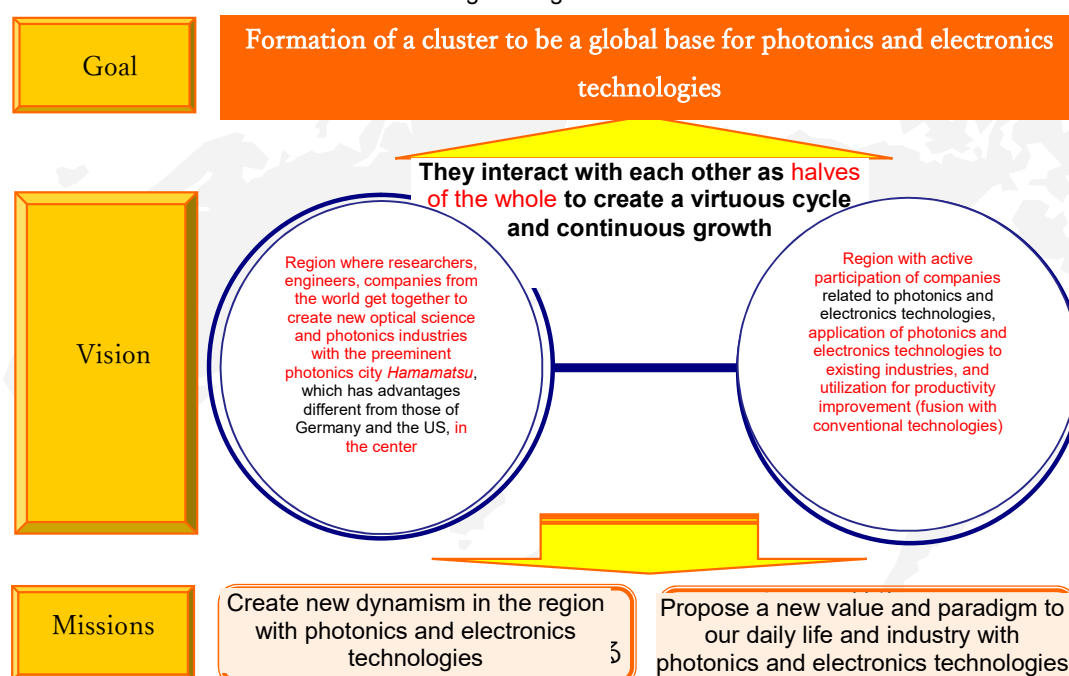 Goal
Formation of a cluster to be a global base for photonics and electronics
technologies
They interact with each other as halves
of the whole to create a virtuous cycle
and continuous growth
Vision
Region where researchers,
engineers, companies from
the world get together to
create new optical science
and photonics industries
with the preeminent
photonics city Hamamatsu,
which has advantages
different from those of
Germany and the US, in
the center
Region with active
participation of companies
related to photonics and
electronics technologies,
application of photonics and
electronics technologies to
existing industries, and
utilization for productivity
improvement (fusion with
conventional technologies)
Missions
Create new dynamism in the region
with photonics and electronics
technologies
Propose a new value and paradigm to
our daily life and industry with
photonics and electronics technologies